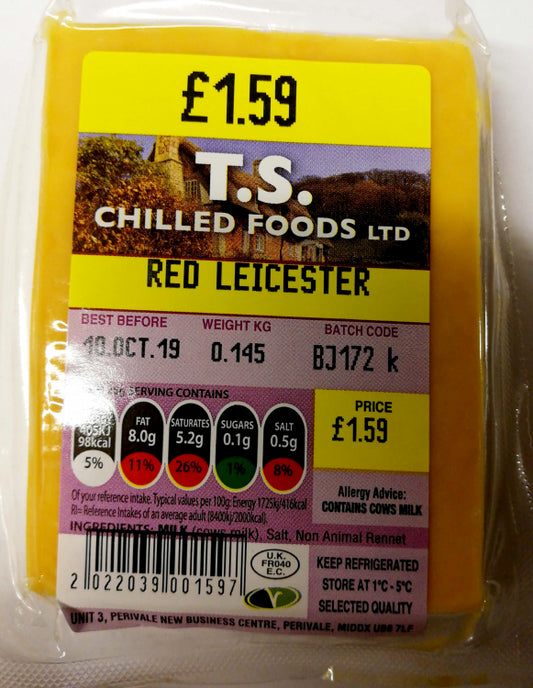 £1.59
T.S.
CHILLED FOODS LTD
RED LEICESTER
BEST BEFORE WEIGHT KG BATCH CODE
10.OCT.19 0.145 BJ172 k
SERVING CONTAINS
405KJ 98kcal 5%
FAT 8.0g 11%
SATURATES 5.2g 26%
SUGARS 0.1g 1%
SALT 0.5g 8%
PRICE
£1.59
Of your reference intake. Typical values per 100g: Energy 1725kj/416kcal
RI= Reference Intakes of an average adult (8400kj/2000kcal).
Allergy Advice:
CONTAINS COWS MILK
INGREDIENTS: MILK (cows milk), Salt, Non Animal Rennet
2 022039 001597
U.K.
FR040
E.C.
V
KEEP REFRIGERATED
STORE AT 1°C - 5°C
SELECTED QUALITY
UNIT 3, PERIVALE NEW BUSINESS CENTRE, PERIVALE, MIDDX UB6 7LF